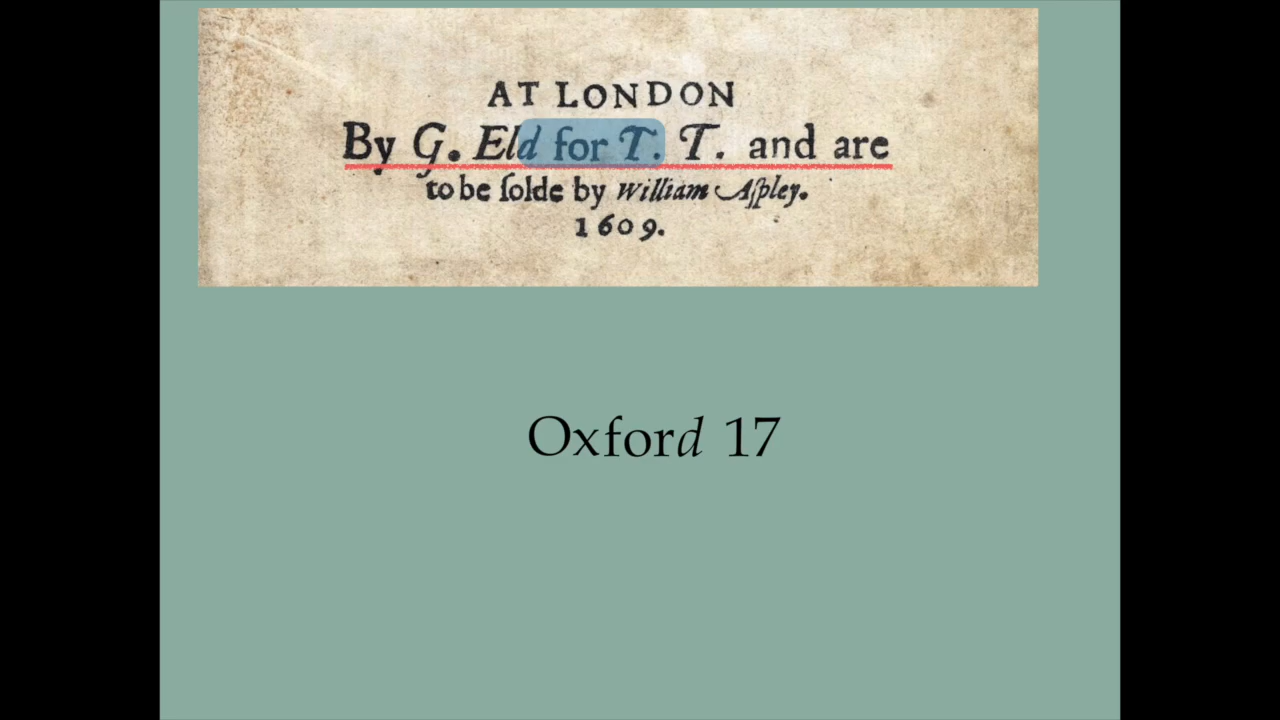 AT LONDON
By G. Eld for T. T. and are
to be ſolde by William Aſpley.
1609.
Oxford 17